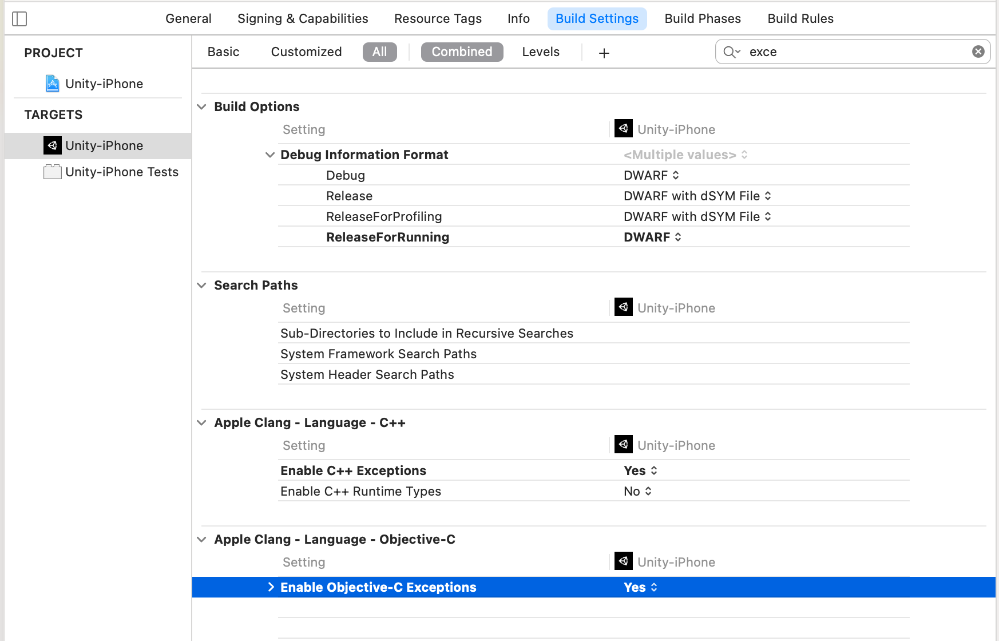 General Signing & Capabilities Resource Tags Info Build Settings Build Phases Build Rules
PROJECT
Unity-iPhone
TARGETS
Unity-iPhone
Unity-iPhone Tests
Basic Customized All Combined Levels + exce
Build Options
Setting Unity-iPhone
Debug Information Format <Multiple values>
Debug DWARF
Release DWARF with dSYM File
ReleaseForProfiling DWARF with dSYM File
ReleaseForRunning DWARF
Search Paths
Setting Unity-iPhone
Sub-Directories to Include in Recursive Searches
System Framework Search Paths
System Header Search Paths
Apple Clang - Language - C++
Setting Unity-iPhone
Enable C++ Exceptions Yes
Enable C++ Runtime Types No
Apple Clang - Language - Objective-C
Setting Unity-iPhone
Enable Objective-C Exceptions Yes